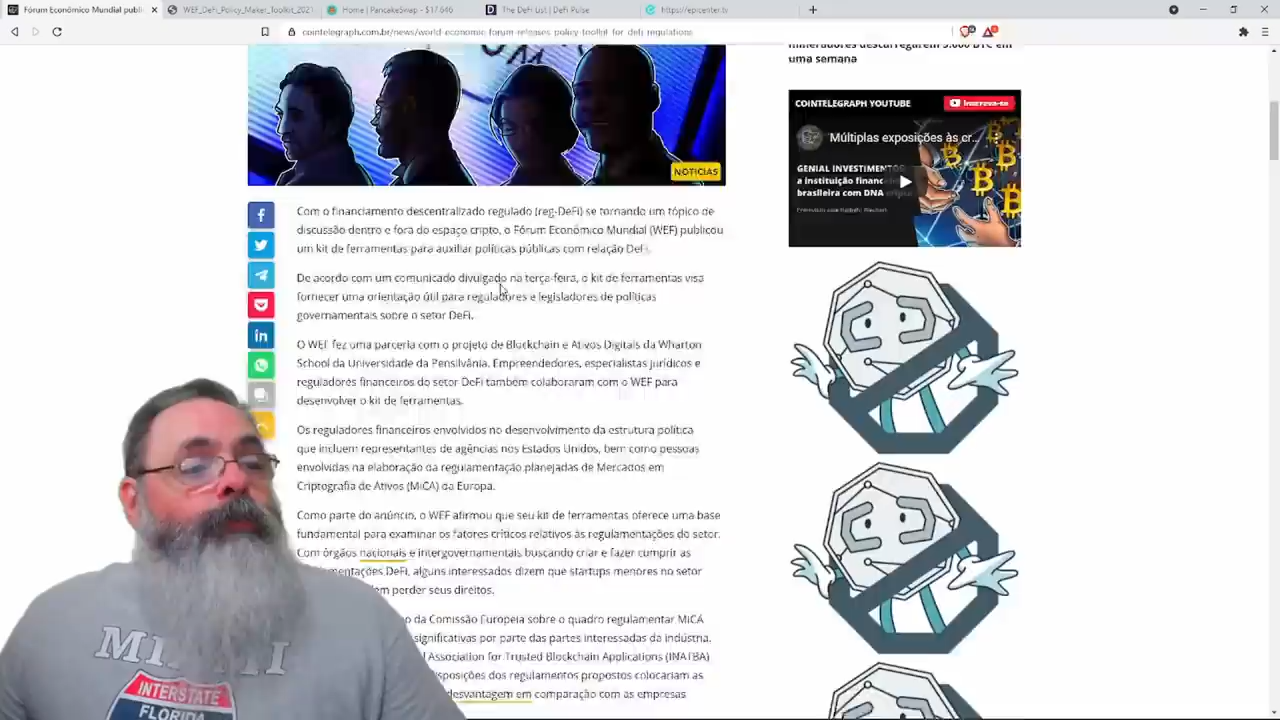 Fórum Econômico Mundial publi
WEF_DeFi_Policy_Maker_Toolkit_2021
Home | PancakeSwap - $17.646
The DeFi List | DeFi Pulse
https://epicenter.tv
cointelegraph.com.br/news/world-economic-forum-releases-policy-toolkit-for-defi-regulations
NOTÍCIAS
mineradores descarregarem 5.000 BTC em
uma semana
COINTELEGRAPH YOUTUBE
Inscreva-se
Múltiplas exposições às cr...
GENIAL INVESTIMENTOS
a instituição finance
brasileira com DNA cripto
Com o financiamento descentralizado regulado (reg-DeFi) se tornando um tópico de
cussão dentro e fora do espaço cripto, o Fórum Econômico Mundial (WEF) publicou
um kit de ferramentas para auxiliar políticas públicas com relação DeFi.
De acordo com um comunicado divulgado na terça-feira, o kit de ferramentas visa
fornecer uma orientação útil para reguladores e legisladores de políticas
governamentais sobre o setor DeFi.
O WEF fez uma parceria com o projeto de Blockchain e Ativos Digitais da Wharton
School da Universidade da Pensilvânia. Empreendedores, especialistas jurídicos e
reguladores financeiros do setor DeFi também colaboraram com o WEF para
desenvolver o kit de ferramentas.
Os reguladores financeiros envolvidos no desenvolvimento da estrutura política
que incluem representantes de agências nos Estados Unidos, bem como pessoas
envolvidas na elaboração da regulamentação planejadas de Mercados em
Criptografia de Ativos (MiCA) da Europa.
Como parte do anúncio, o WEF afirmou que seu kit de ferramentas oferece uma base
fundamental para examinar os fatores críticos relativos às regulamentações do setor.
Com órgãos nacionais e intergovernamentais buscando criar e fazer cumprir as
mentações DeFi, alguns interessados dizem que startups menores no setor
em perder seus direitos.
o da Comissão Europeia sobre o quadro regulamentar MiCA
significativas por parte das partes interessadas da indústria.
Association for Trusted Blockchain Applications (INATBA)
sposições dos regulamentos propostos colocariam as
desvantagem em comparação com as empresas
INTERSTATE
FLORIDA